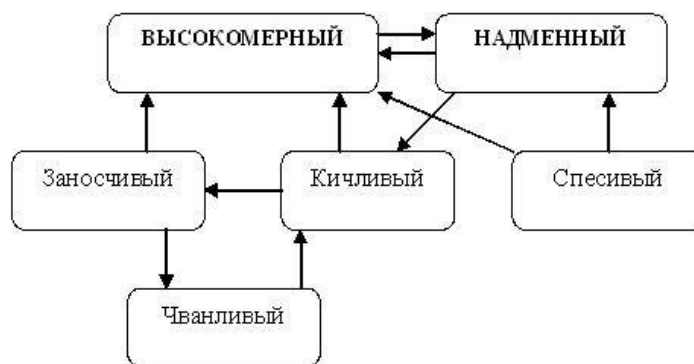 ВЫСОКОМЕРНЫЙ
НАДМЕННЫЙ
Заносчивый
Кичливый
Спесивый
Чванливый